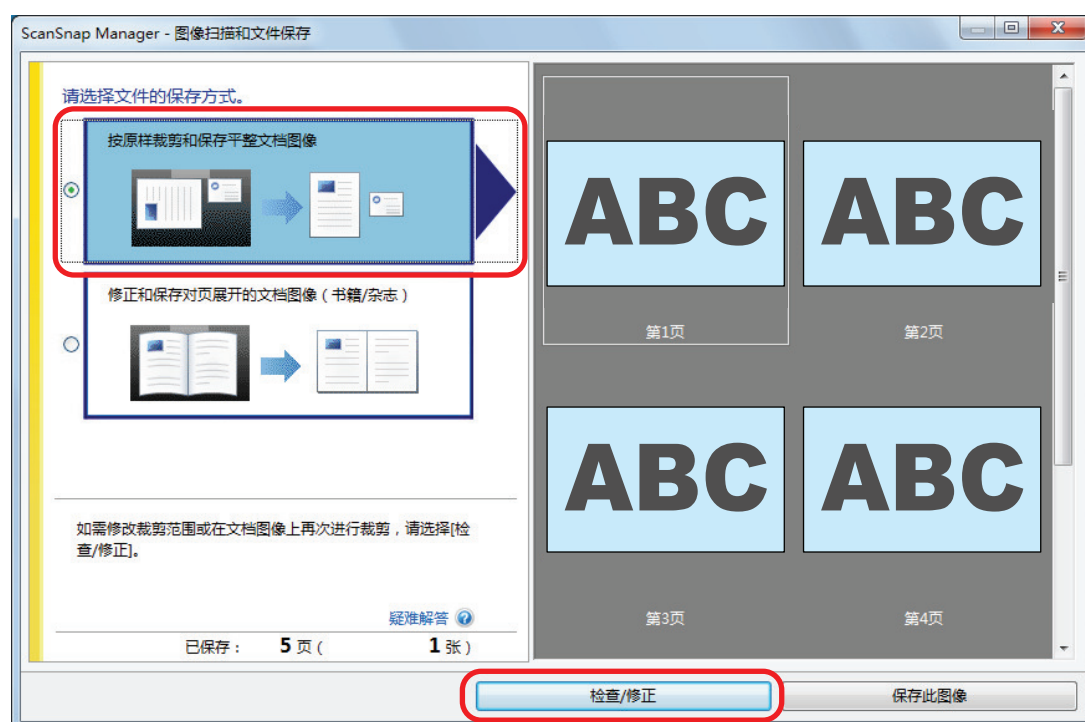 ScanSnap Manager - 图像扫描和文件保存
请选择文件的保存方式。
按原样裁剪和保存平整文档图像
修正和保存对页展开的文档图像（书籍/杂志）
如需修改裁剪范围或在文档图像上再次进行裁剪，请选择[检
查/修正]。
疑难解答
已保存： 5 页（ 1 张）
ABC
ABC
第1页
第2页
ABC
ABC
第3页
第4页
检查/修正
保存此图像